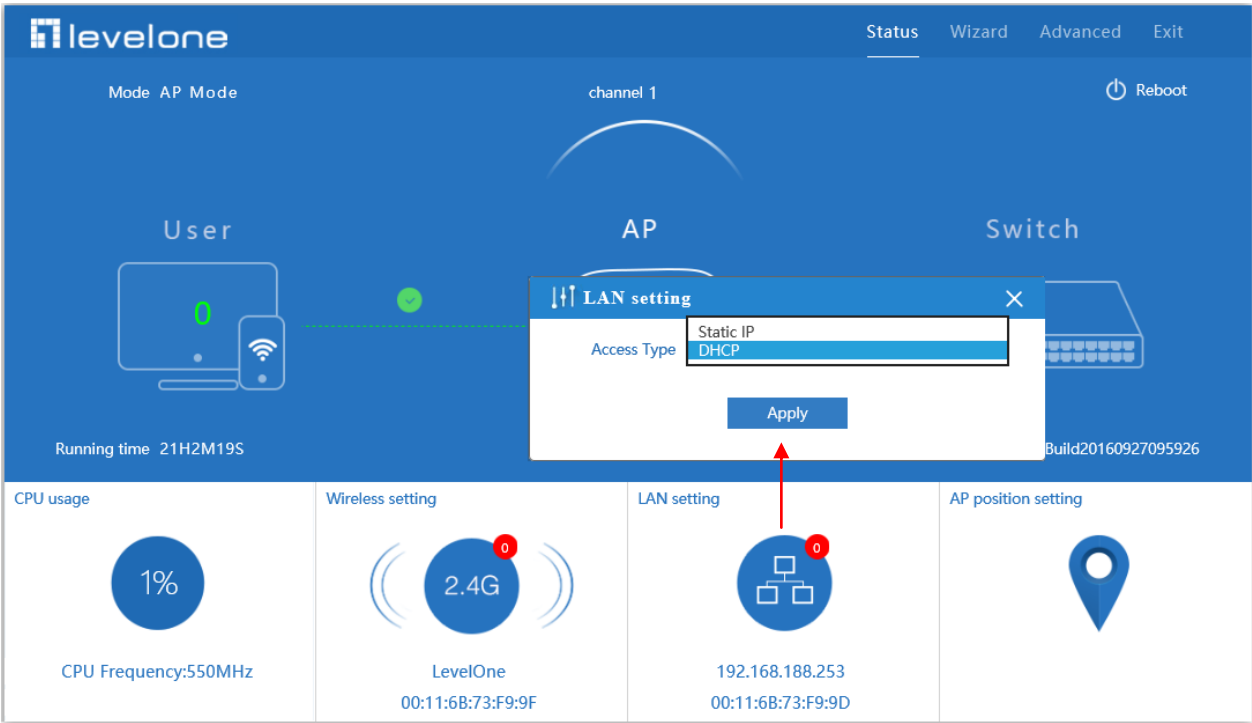 levelone
Status Wizard Advanced Exit
Mode AP Mode
channel 1
Reboot
User
AP
Switch
0
LAN setting
Access Type
Static IP
DHCP
Apply
Running time 21H2M19S
Build20160927095926
CPU usage
1%
CPU Frequency:550MHz
Wireless setting
0
2.4G
LevelOne
00:11:6B:73:F9:9F
LAN setting
0
192.168.188.253
00:11:6B:73:F9:9D
AP position setting